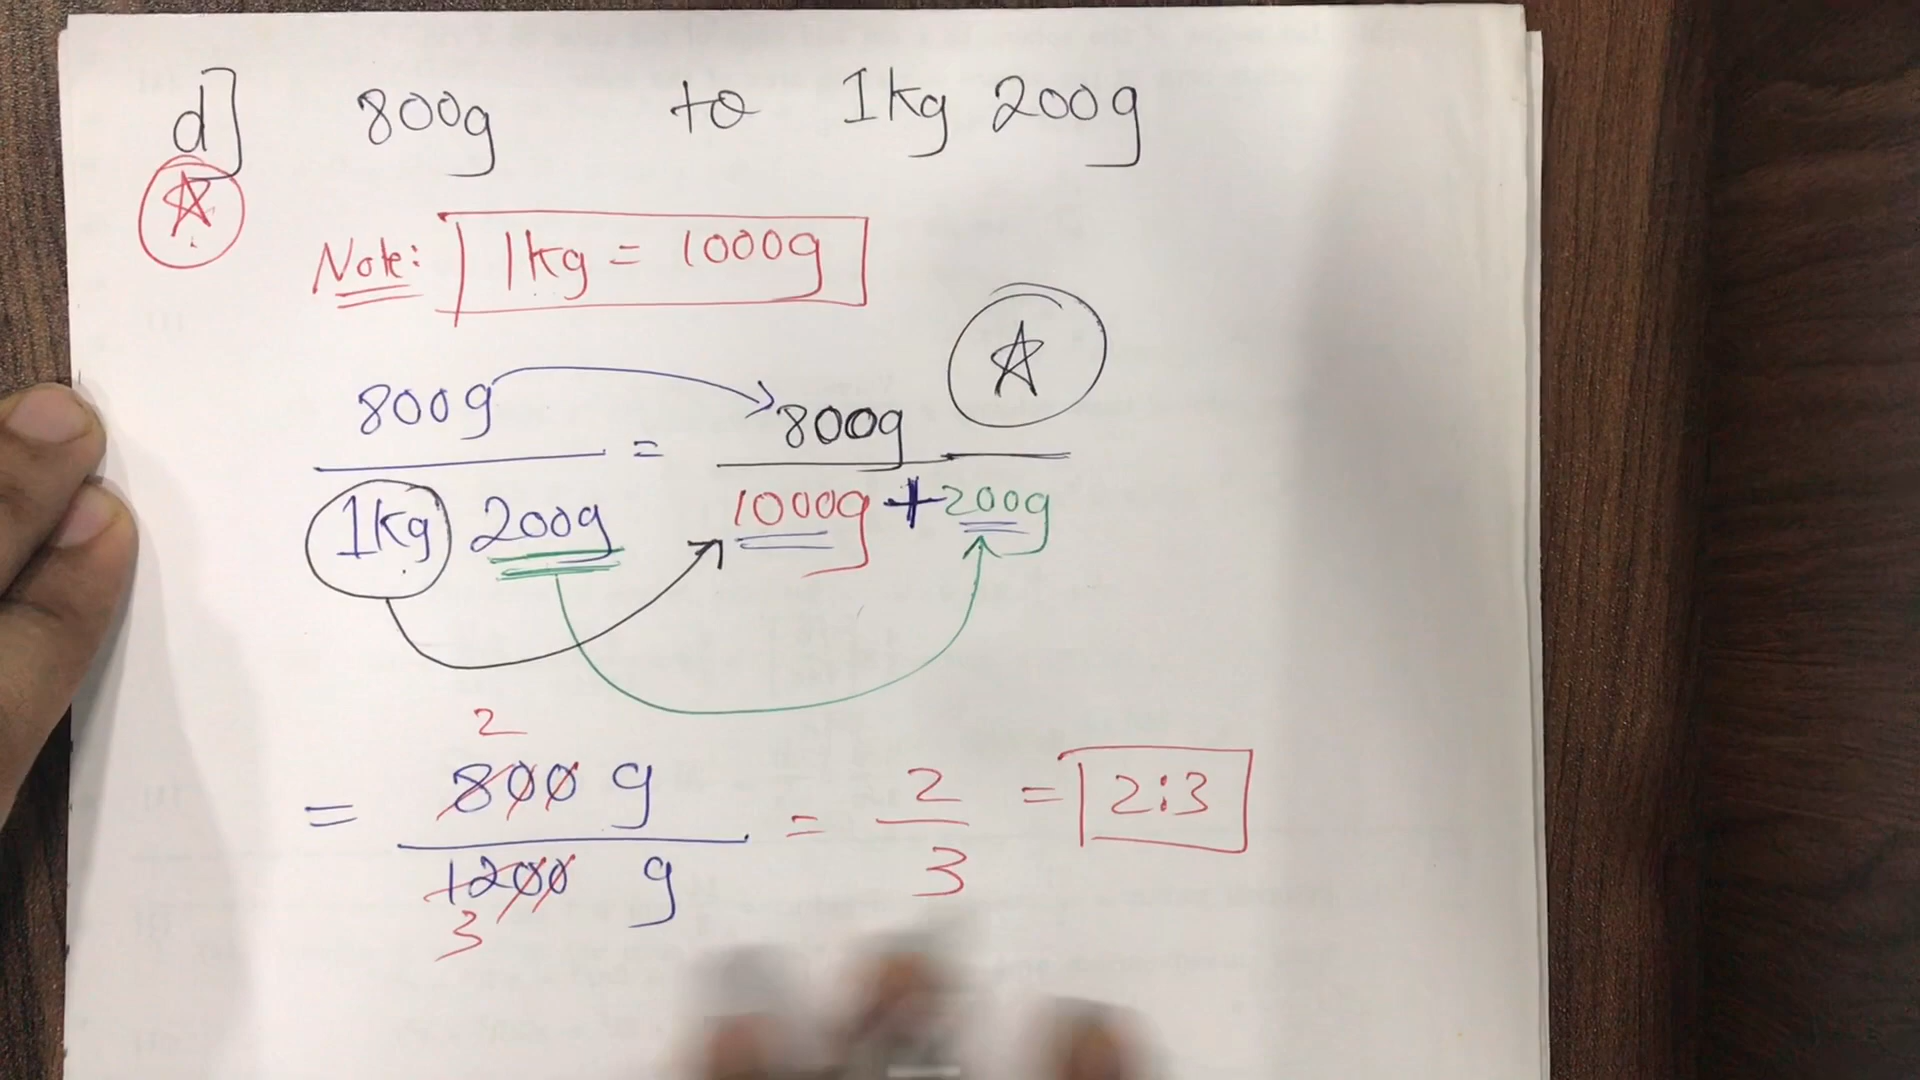 d] 800g to 1kg 200g
Note: 1kg = 1000g
800g = 800g
1kg 200g 1000g + 200g
2
= 800 g = 2 = 2:3
1200 g 3
3